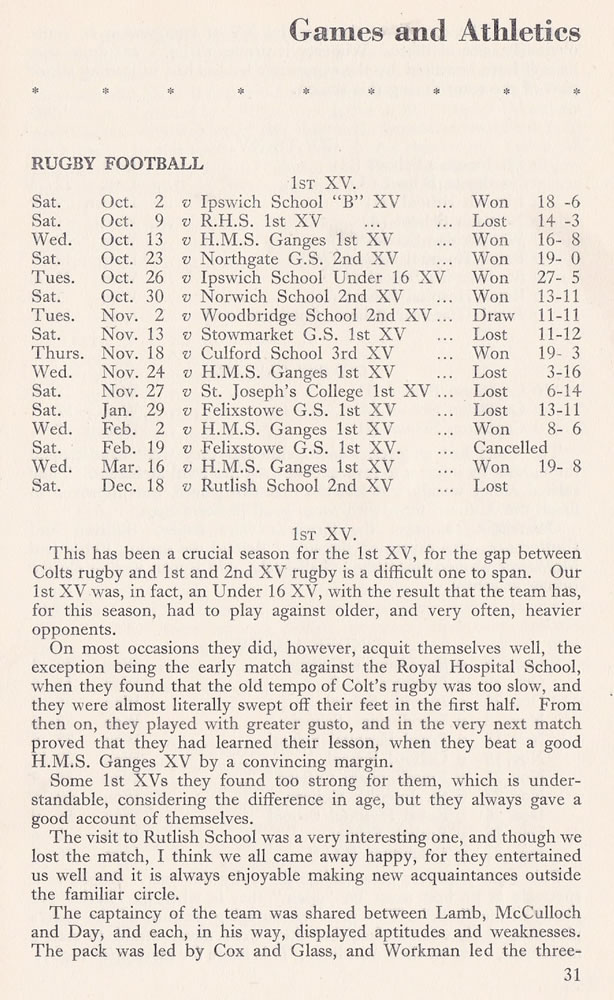 Games and Athletics
* * * * * * * * *
RUGBY FOOTBALL
1ST XV.
Sat. Oct. 2 v Ipswich School "B" XV ... Won 18 -6
Sat. Oct. 9 v R.H.S. 1st XV ... ... Lost 14 -3
Wed. Oct. 13 v H.M.S. Ganges 1st XV ... Won 16- 8
Sat. Oct. 23 v Northgate G.S. 2nd XV ... Won 19- 0
Tues. Oct. 26 v Ipswich School Under 16 XV Won 27- 5
Sat. Oct. 30 v Norwich School 2nd XV ... Won 13-11
Tues. Nov. 2 v Woodbridge School 2nd XV ... Draw 11-11
Sat. Nov. 13 v Stowmarket G.S. 1st XV ... Lost 11-12
Thurs. Nov. 18 v Culford School 3rd XV ... Won 19- 3
Wed. Nov. 24 v H.M.S. Ganges 1st XV ... Lost 3-16
Sat. Nov. 27 v St. Joseph's College 1st XV ... Lost 6-14
Sat. Jan. 29 v Felixstowe G.S. 1st XV ... Lost 13-11
Wed. Feb. 2 v H.M.S. Ganges 1st XV ... Won 8- 6
Sat. Feb. 19 v Felixstowe G.S. 1st XV. ... Cancelled
Wed. Mar. 16 v H.M.S. Ganges 1st XV ... Won 19- 8
Sat. Dec. 18 v Rutlish School 2nd XV ... Lost
1ST XV.
This has been a crucial season for the 1st XV, for the gap between
Colts rugby and 1st and 2nd XV rugby is a difficult one to span. Our
1st XV was, in fact, an Under 16 XV, with the result that the team has,
for this season, had to play against older, and very often, heavier
opponents.
On most occasions they did, however, acquit themselves well, the
exception being the early match against the Royal Hospital School,
when they found that the old tempo of Colt's rugby was too slow, and
they were almost literally swept off their feet in the first half. From
then on, they played with greater gusto, and in the very next match
proved that they had learned their lesson, when they beat a good
H.M.S. Ganges XV by a convincing margin.
Some 1st XVs they found too strong for them, which is under-
standable, considering the difference in age, but they always gave a
good account of themselves.
The visit to Rutlish School was a very interesting one, and though we
lost the match, I think we all came away happy, for they entertained
us well and it is always enjoyable making new acquaintances outside
the familiar circle.
The captaincy of the team was shared between Lamb, McCulloch
and Day, and each, in his way, displayed aptitudes and weaknesses.
The pack was led by Cox and Glass, and Workman led the three-
31